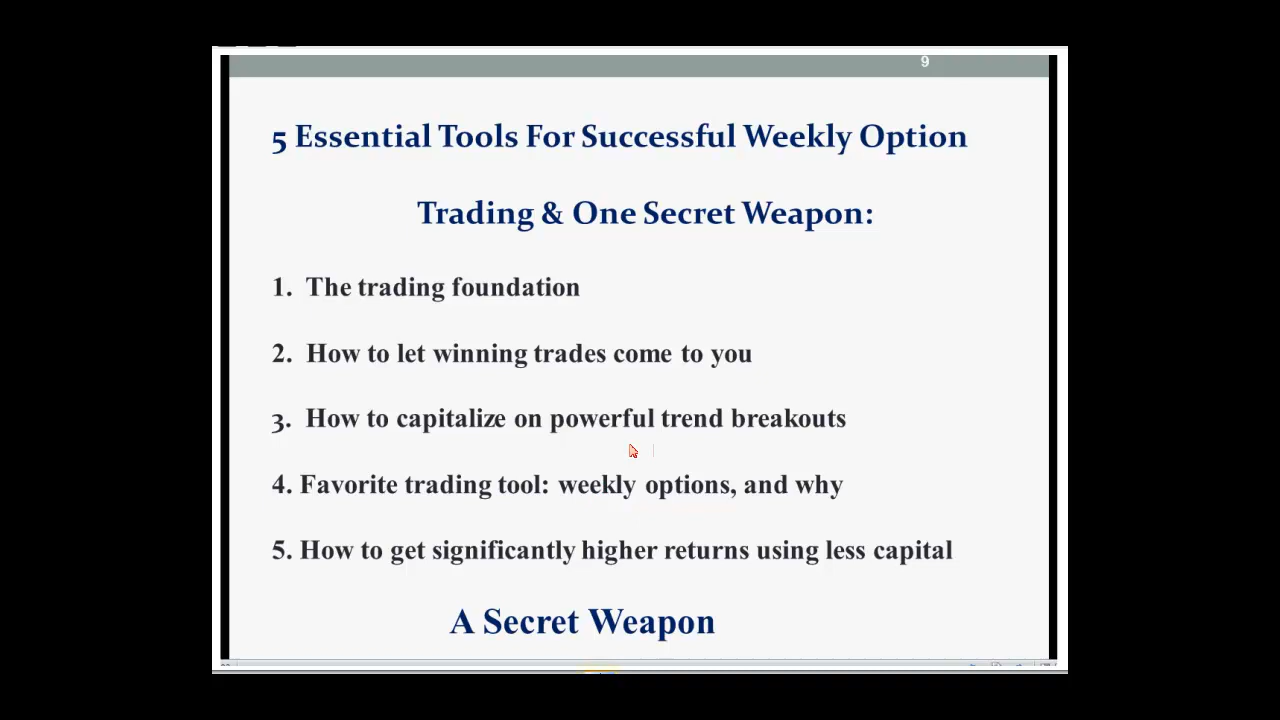 9
5 Essential Tools For Successful Weekly Option
Trading & One Secret Weapon:
1. The trading foundation
2. How to let winning trades come to you
3. How to capitalize on powerful trend breakouts
4. Favorite trading tool: weekly options, and why
5. How to get significantly higher returns using less capital
A Secret Weapon